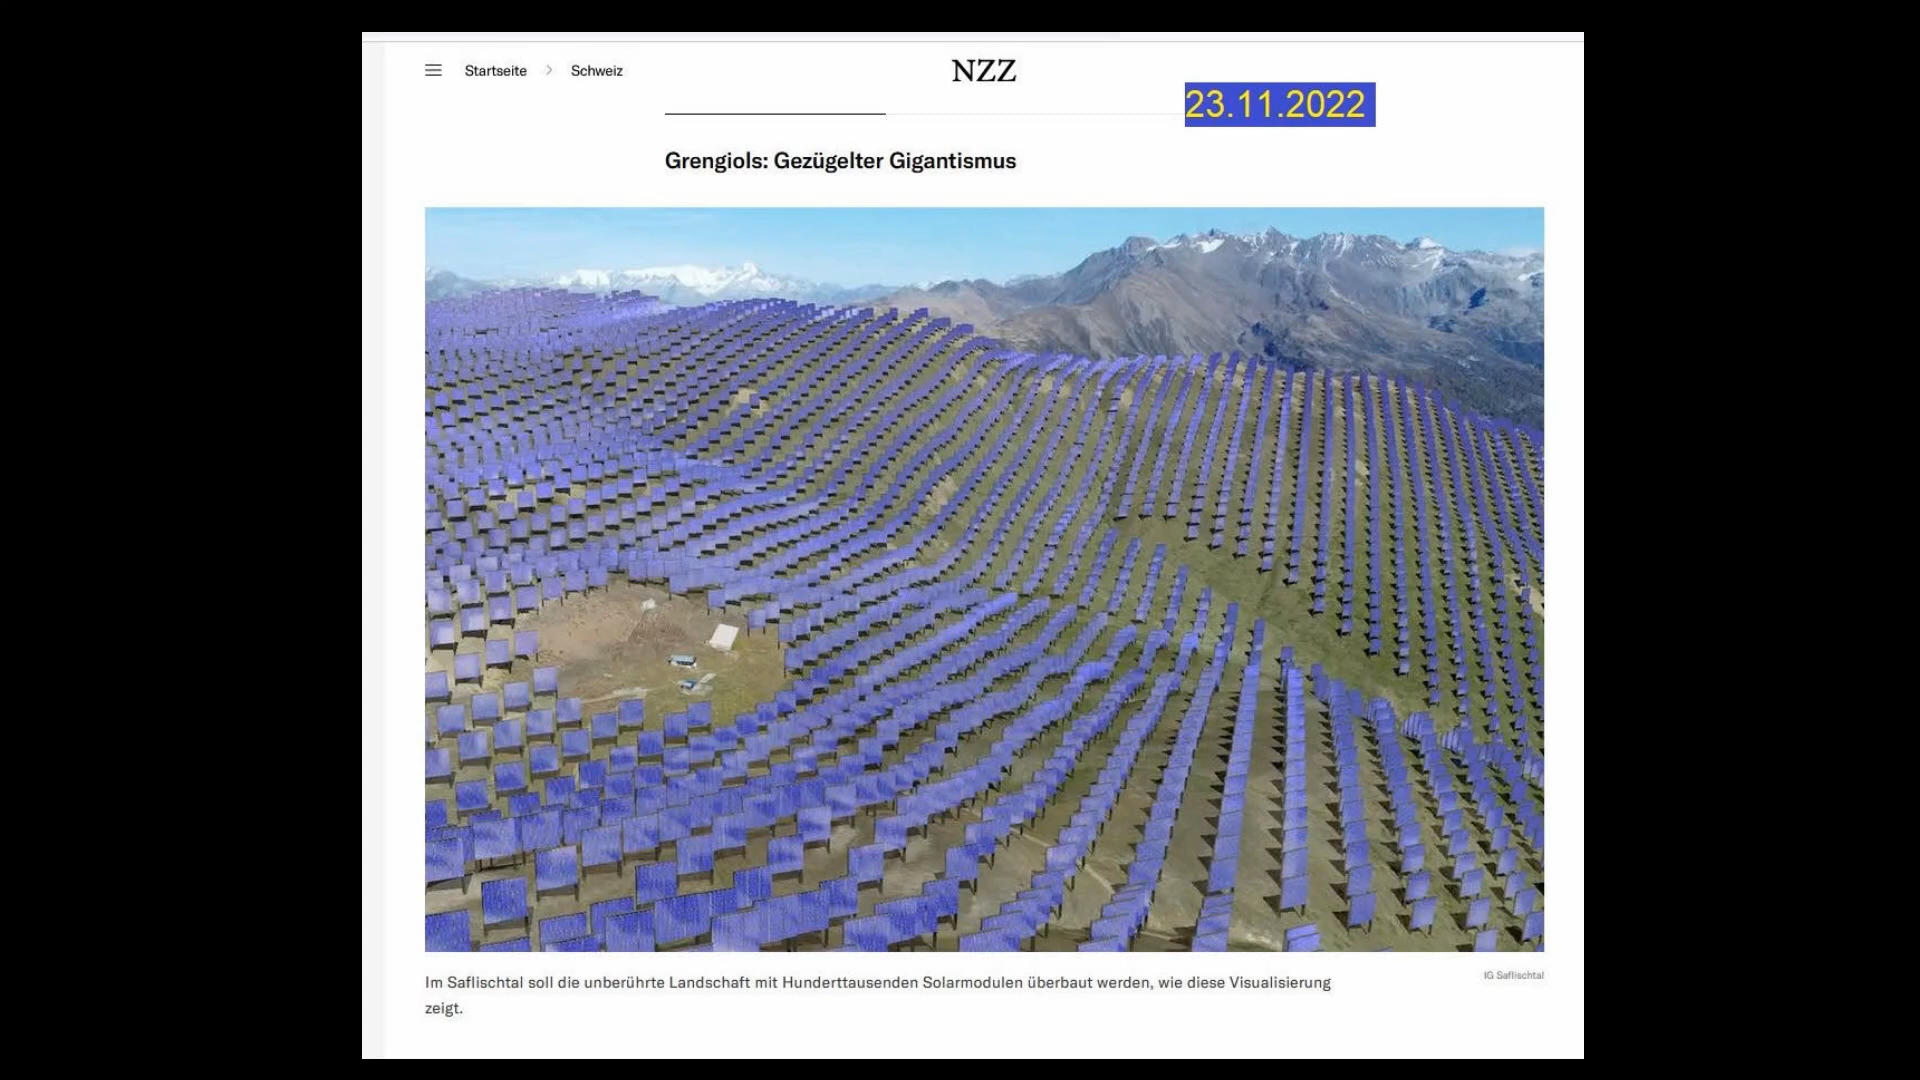 Startseite
Schweiz
NZZ
23.11.2022
Grengiols: Gezügelter Gigantismus
Im Saflischtal soll die unberührte Landschaft mit Hunderttausenden Solarmodulen überbaut werden, wie diese Visualisierung
zeigt.
IG Saflischtal